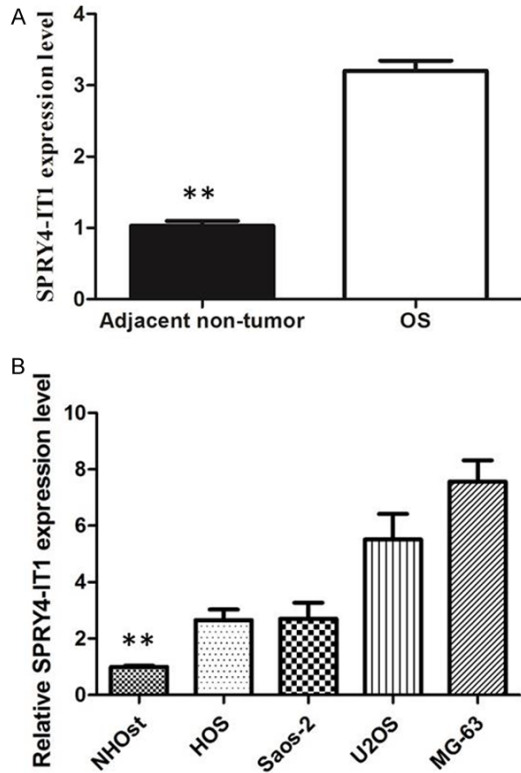 A
SPRY4-IT1 expression level
4
3
2
1
0
**
Adjacent non-tumor
OS
B
Relative SPRY4-IT1 expression level
10
8
6
4
2
0
**
NHOst
HOS
Saos-2
U2OS
MG-63